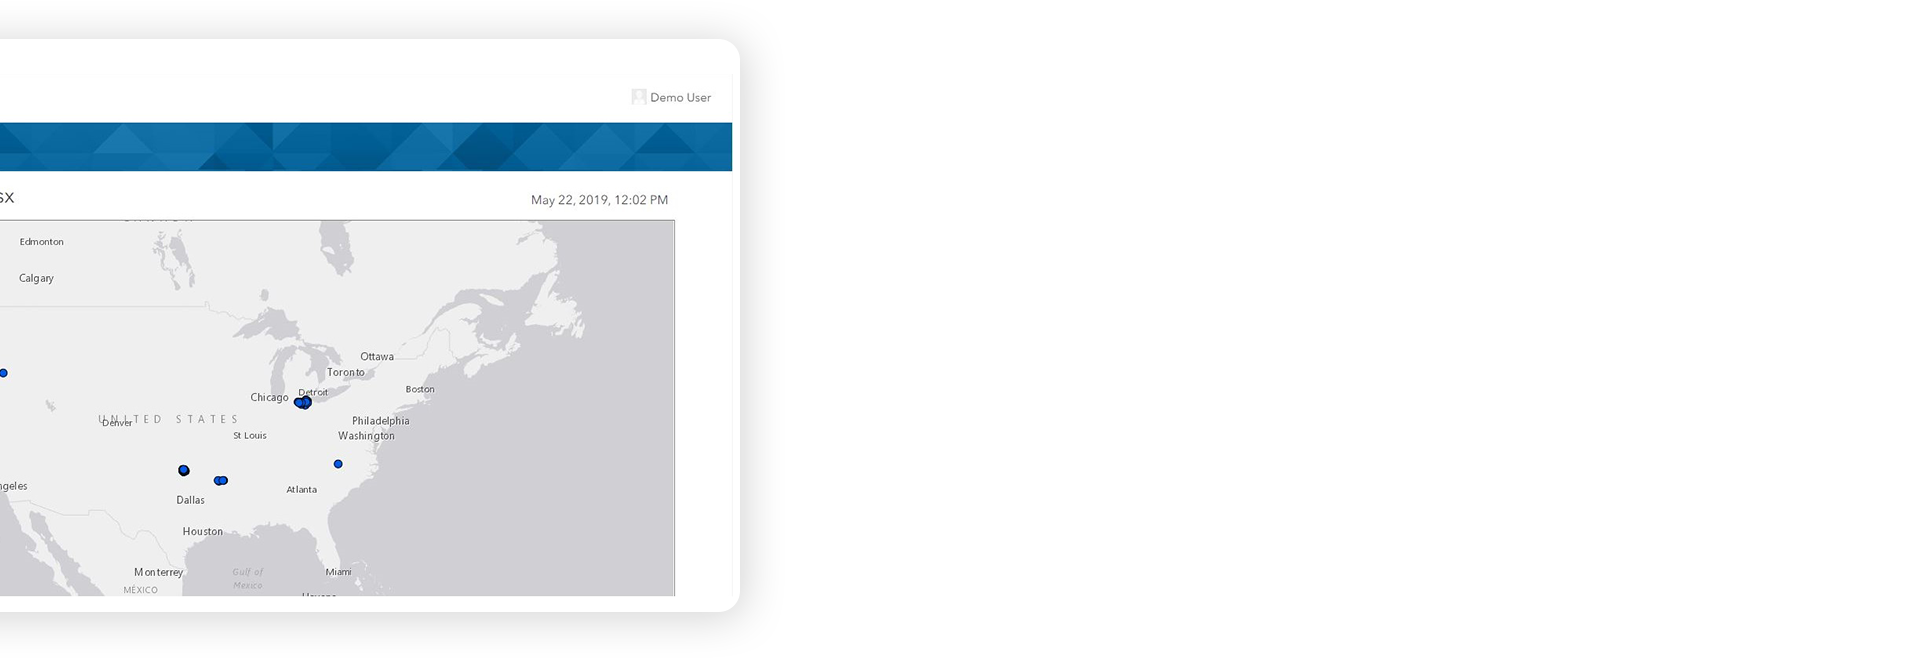 Demo User
SX
May 22, 2019, 12:02 PM
Edmonton
Calgary
Ottawa
Toronto
Detroit
Boston
Chicago
UNITED STATES
Denver
Philadelphia
St Louis
Washington
ngeles
Atlanta
Dallas
Houston
Monterrey
Gulf of
Mexico
Miami
MÉXICO